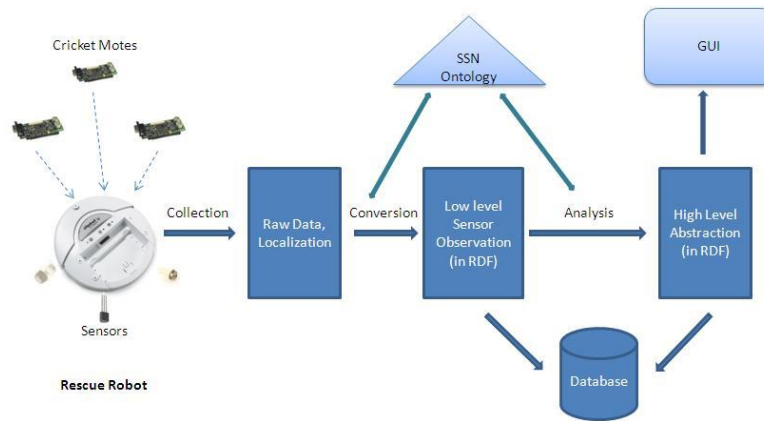 Cricket Motes
SSN
Ontology
GUI
Collection
Raw Data,
Localization
Conversion
Low level
Sensor
Observation
(in RDF)
Analysis
High Level
Abstraction
(in RDF)
Sensors
Rescue Robot
Database